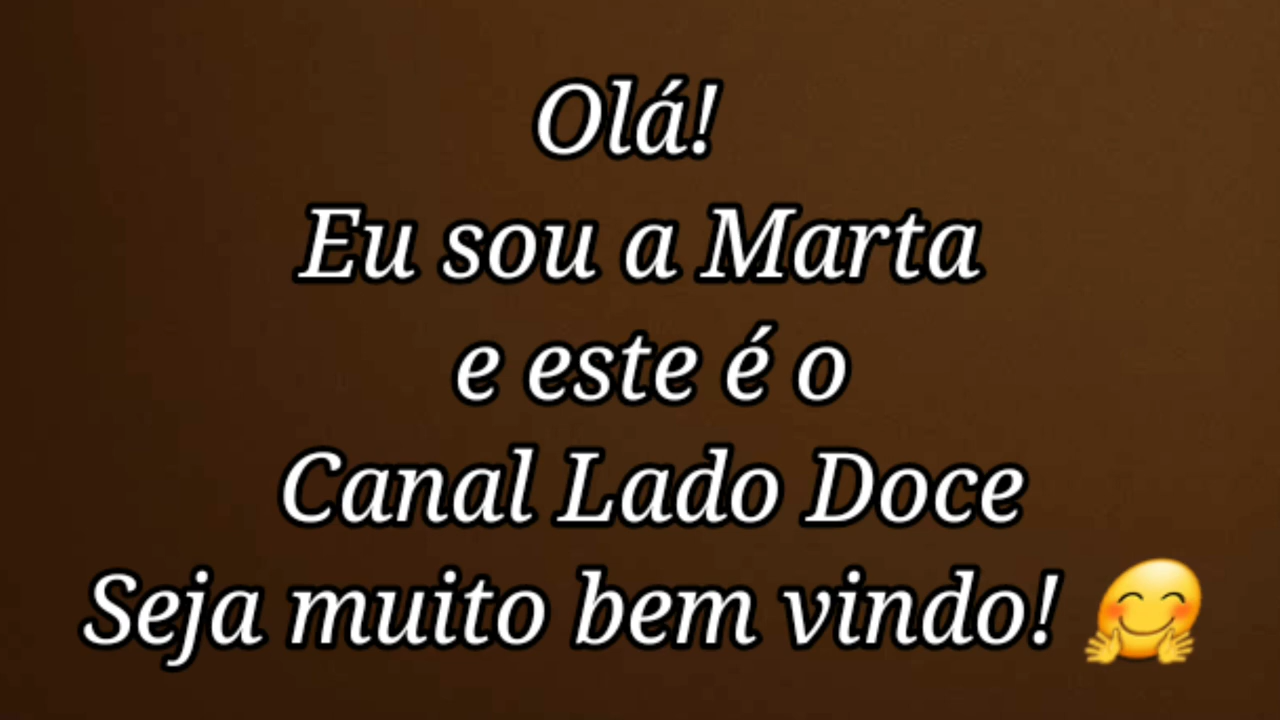 Olá!
Eu sou a Marta
e este é o
Canal Lado Doce
Seja muito bem vindo! 🤗